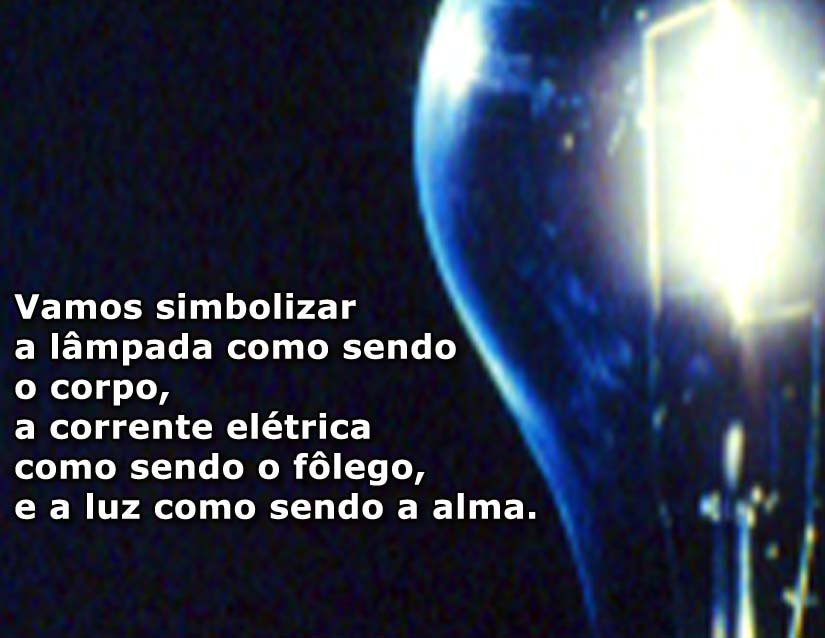 Vamos simbolizar
a lâmpada como sendo
o corpo,
a corrente elétrica
como sendo o fôlego,
e a luz como sendo a alma.